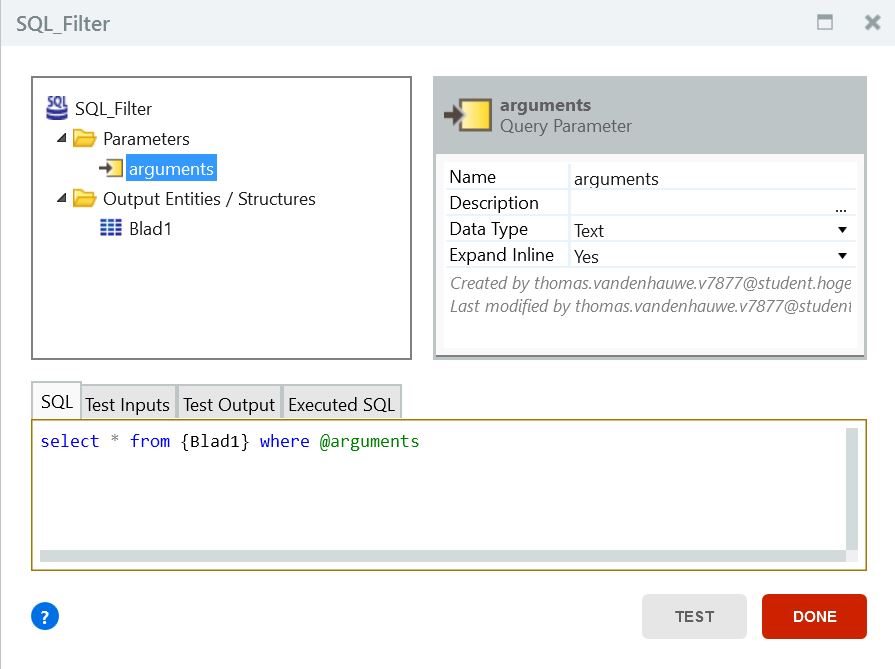 SQL_Filter
SQL
SQL_Filter
Parameters
arguments
Output Entities / Structures
Blad1
arguments
Query Parameter
Name arguments
Description ...
Data Type Text
Expand Inline Yes
Created by thomas.vandenhauwe.v7877@student.hoge
Last modified by thomas.vandenhauwe.v7877@student
SQL Test Inputs Test Output Executed SQL
select * from {Blad1} where @arguments
? TEST DONE